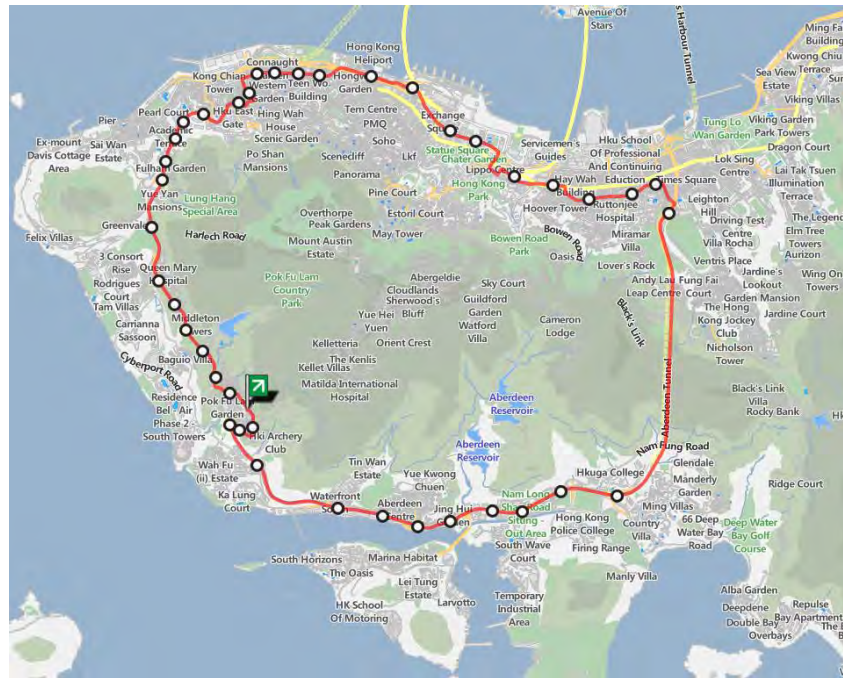 Avenue Of
Stars
s Harbour Tunnel
Ming Fa
Building
Kwong Chiu
Terrace
Sea View
Estate
Viking Villas
Hong Kong
Heliport
Connaught
Kong Chian
Tower
Western
Garden
Teen Wo
Building
Hongw
Garden
Pearl Court
Hku East
Gate
Hing Wah
House
Scenic Garden
Tern Centre
PMQ
Exchange
Square
Pier
Academic
Terrace
Ex-mount
Davis Cottage
Area
Sai Wan
Estate
Po Shan
Mansions
Scenediff
Soho
Lkf
Panorama
Statue Square
Chater Garden
Lippo Centre
Servicemen's
Guides
Hku School
Of Professional
And Continuing
Eduction
Times Square
Tung Lo
Wan Garden
Viking Garden
Park Towers
Dragon Court
Lok Sing
Centre
Lai Tak Tsuen
Illumination
Terrace
Fulham Garden
Yue Yan
Mansions
Lung Hang
Special Area
Pine Court
Hong Kong
Park
Hay Wah
Building
Hoover Tower
Ruttonjee
Hospital
Leighton
Hill
Greenvale
Estoril Court
May Tower
Overthorpe
Peak Gardens
Mount Austin
Estate
Harlech Road
Felix Villas
Bowen Road
Park
Bowen Road
Oasis
Miramar
Villa
Driving Test
Centre
Villa Rocha
The Legend
Elm Tree
Towers
Aurizon
Ventris Place
3 Consort
Rise
Rodrigues
Court
Tam Villas
Queen Mary
Hospital
Pok Fu Lam
Country
Park
Abergeldie
Cloudlands
Sherwood's
Bluff
Sky Court
Guildford
Garden
Watford
Villa
Lover's Rock
Andy Lau
Leap Centre
Fung Fai
Court
Jardine's
Lookout
Garden Mansion
Jardine Court
Wing On
Towers
The Hong
Kong Jockey
Club
Nicholson
Tower
Black's Link
Cameron
Lodge
Yue Hei
Yuen
Orient Crest
Carrianna
Sassoon
Middleton
Baguio Villa
Cyberport Road
Kelletteria
The Kenlis
Kellet Villas
Matilda International
Hospital
Aberdeen Tunnel
Residence
Bel - Air
Phase 2
South Towers
Pok Fu Lam
Garden
Hki Archery
Club
Aberdeen
Reservoir
Aberdeen
Reservoir
Black's Link
Villa
Rocky Bank
Nam Fung Road
Glendale
Manderly
Garden
Wah Fu
(ii) Estate
Ka Lung
Court
Tin Wan
Estate
Yue Kwong
Chuen
Hkuga College
Ridge Court
Waterfront
Aberdeen
Centre
Jing Hui
Garden
Nam Long
Shan Road
Sitting
- Out Area
Hong Kong
Police College
Firing Range
Ming Villas
Country
Villa
66 Deep
Water Bay
Road
Deep Water
Bay Golf
Course
South Horizons
The Oasis
Marina Habitat
South Wave
Court
Manly Villa
Lei Tung
Estate
HK School
Of Motoring
Larvotto
Temporary
Industrial
Area
Alba Garden
Deepdene
Double Bay
Overbays
Repulse
Bay Apartment